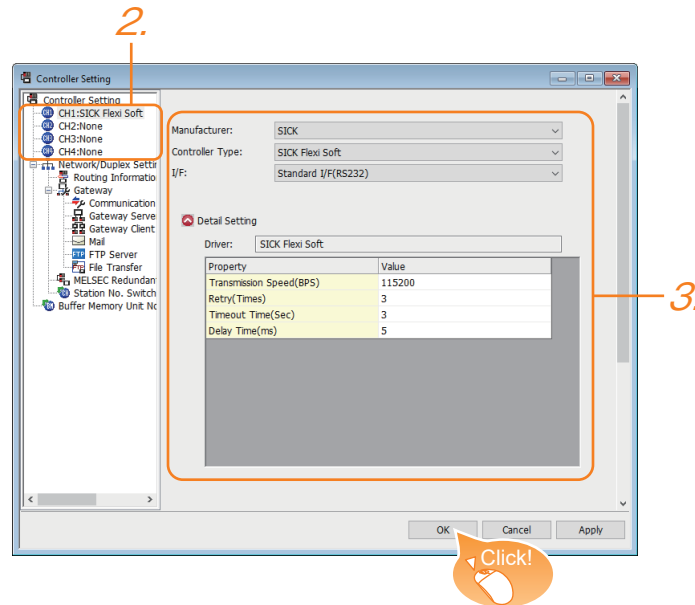 2.
Controller Setting
Controller Setting
CH1:SICK Flexi Soft
CH2:None
CH3:None
CH4:None
Network/Duplex Settin
Routing Informatio
Gateway
Communication
Gateway Serve
Gateway Client
Mail
FTP Server
File Transfer
MELSEC Redundan
Station No. Switch
Buffer Memory Unit No
Manufacturer: SICK
Controller Type: SICK Flexi Soft
I/F: Standard I/F(RS232)
Detail Setting
Driver: SICK Flexi Soft
Property Value
Transmission Speed(BPS) 115200
Retry(Times) 3
Timeout Time(Sec) 3
Delay Time(ms) 5
3.
OK Cancel Apply
Click!